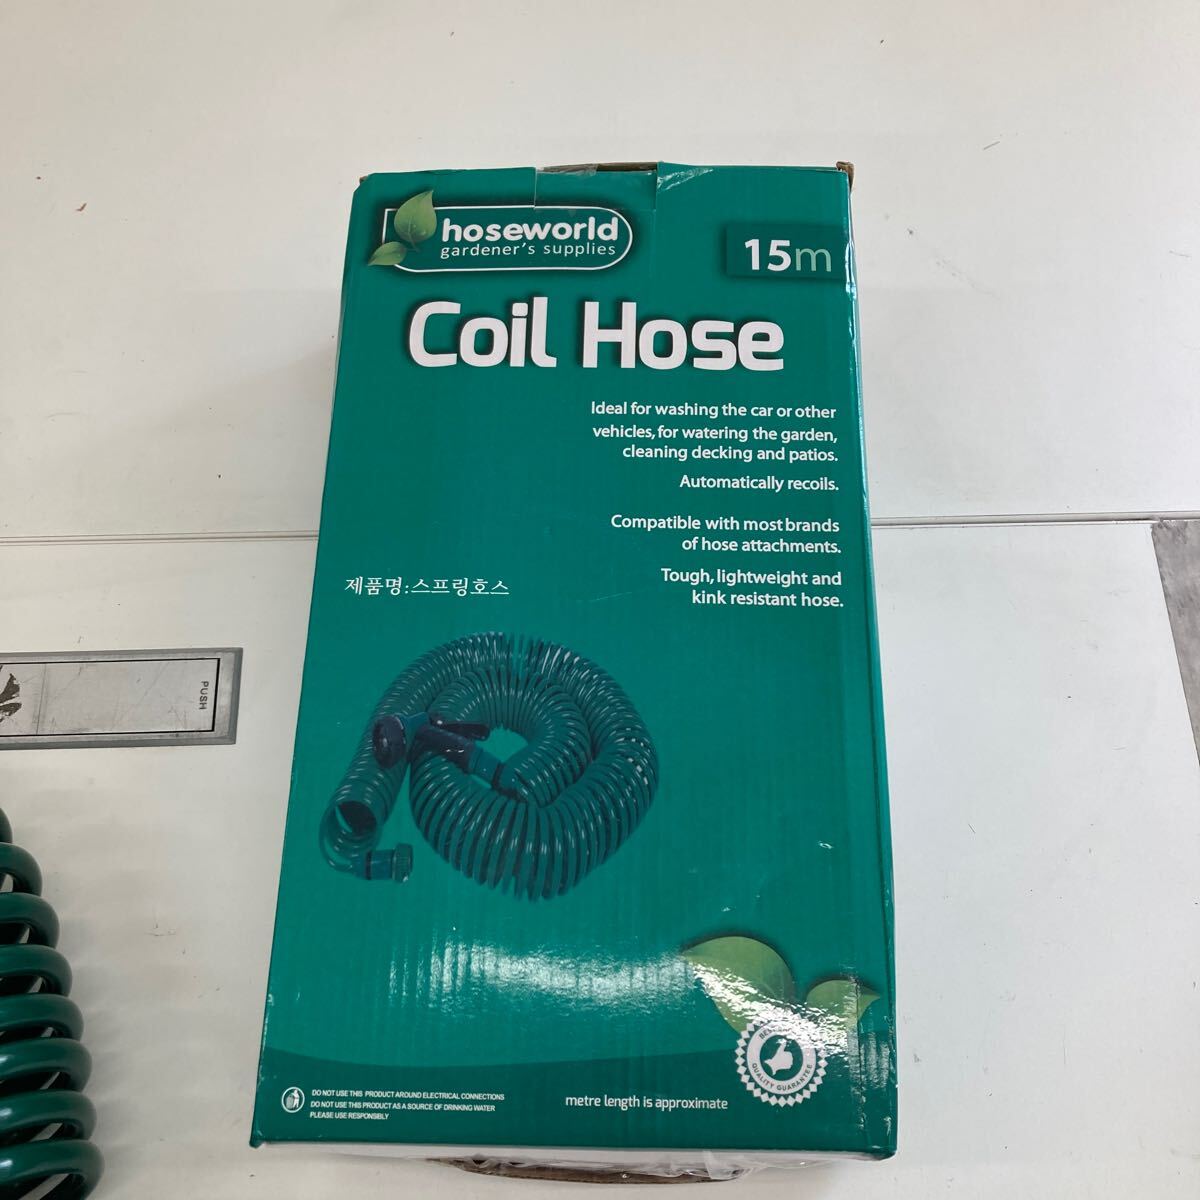 hoseworld
gardener's supplies
15m
Coil Hose
Ideal for washing the car or other
vehicles, for watering the garden,
cleaning decking and patios.
Automatically recoils.
Compatible with most brands
of hose attachments.
Tough, lightweight and
kink resistant hose.
제품명:스프링호스
PUSH
DO NOT USE THIS PRODUCT AROUND ELECTRICAL CONNECTIONS
DO NOT USE THIS PRODUCT AS A SOURCE OF DRINKING WATER
PLEASE USE RESPONSIBLY
metre length is approximate
QUALITY GUARANTEE